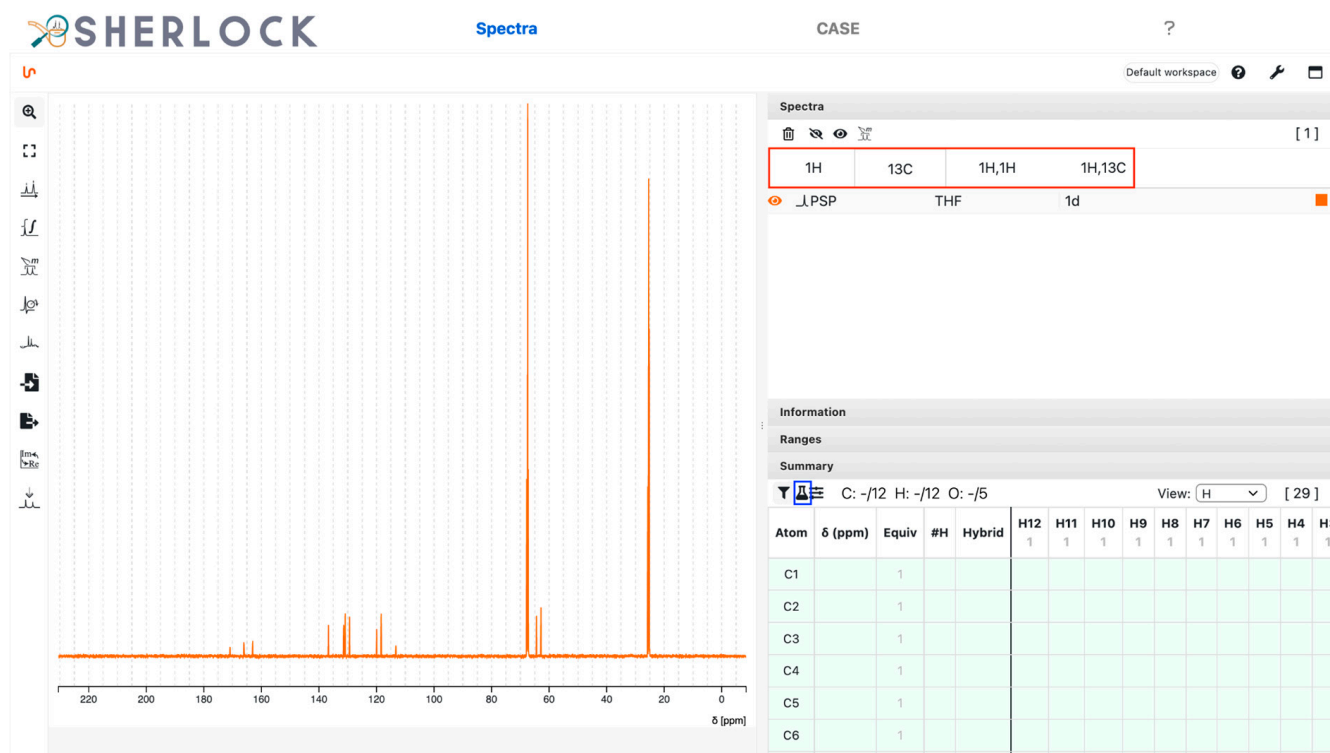 SHERLOCK
Spectra CASE ?
Default workspace
Spectra
[ 1 ]
1H 13C 1H,1H 1H,13C
PSP THF 1d
Information
Ranges
Summary
C: -/12 H: -/12 O: -/5 View: H [ 29 ]
Atom δ (ppm) Equiv #H Hybrid H12 H11 H10 H9 H8 H7 H6 H5 H4
1 1 1 1 1 1 1 1 1 1
C1 1
C2 1
C3 1
C4 1
C5 1
C6 1
220 200 180 160 140 120 100 80 60 40 20 0
δ [ppm]